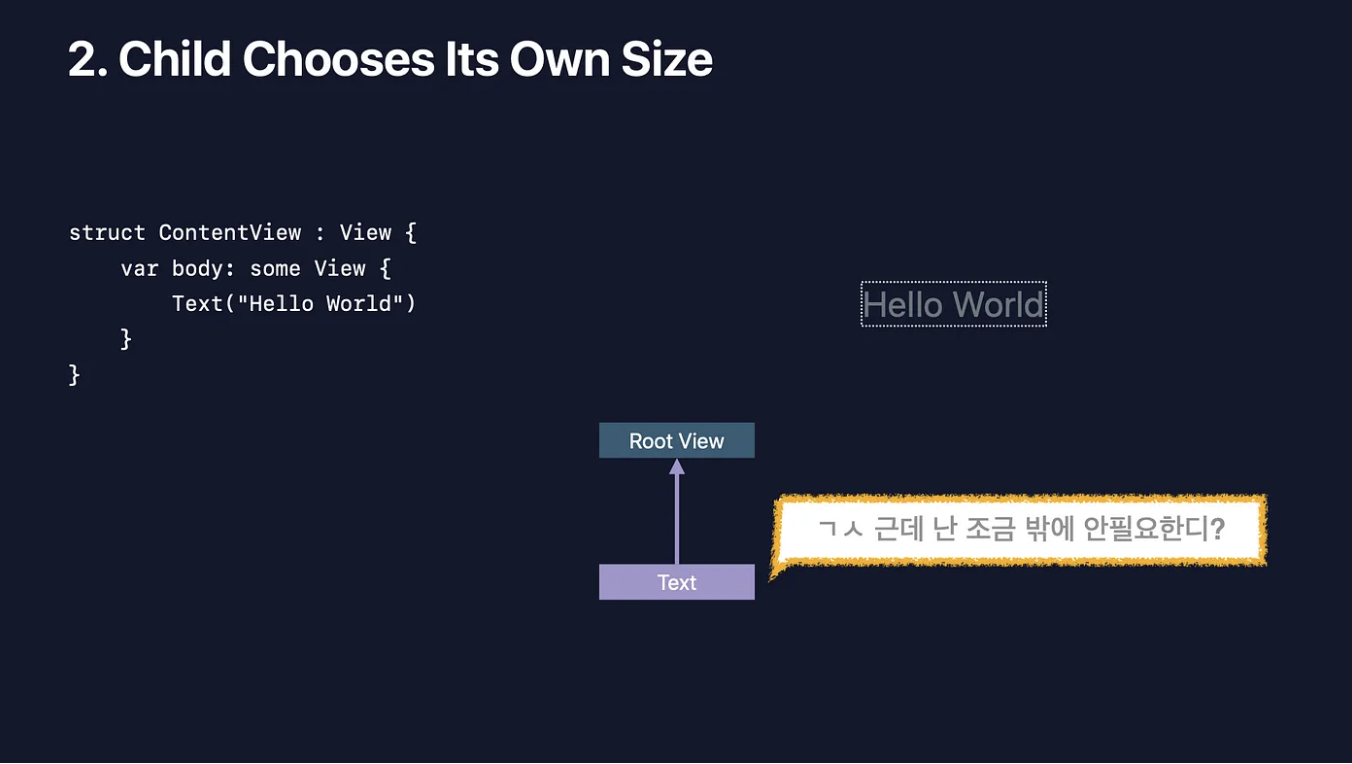 2. Child Chooses Its Own Size
struct ContentView : View {
    var body: some View {
        Text("Hello World")
    }
}
Hello World
Root View
ㄱㅅ 근데 난 조금 밖에 안필요한디?
Text